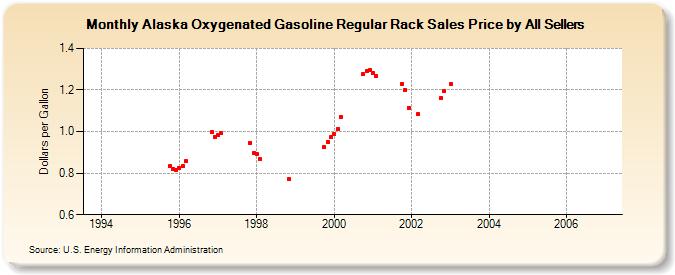 Monthly Alaska Oxygenated Gasoline Regular Rack Sales Price by All Sellers
Dollars per Gallon
1.4
1.2
1.0
0.8
0.6
1994 1996 1998 2000 2002 2004 2006
Source: U.S. Energy Information Administration